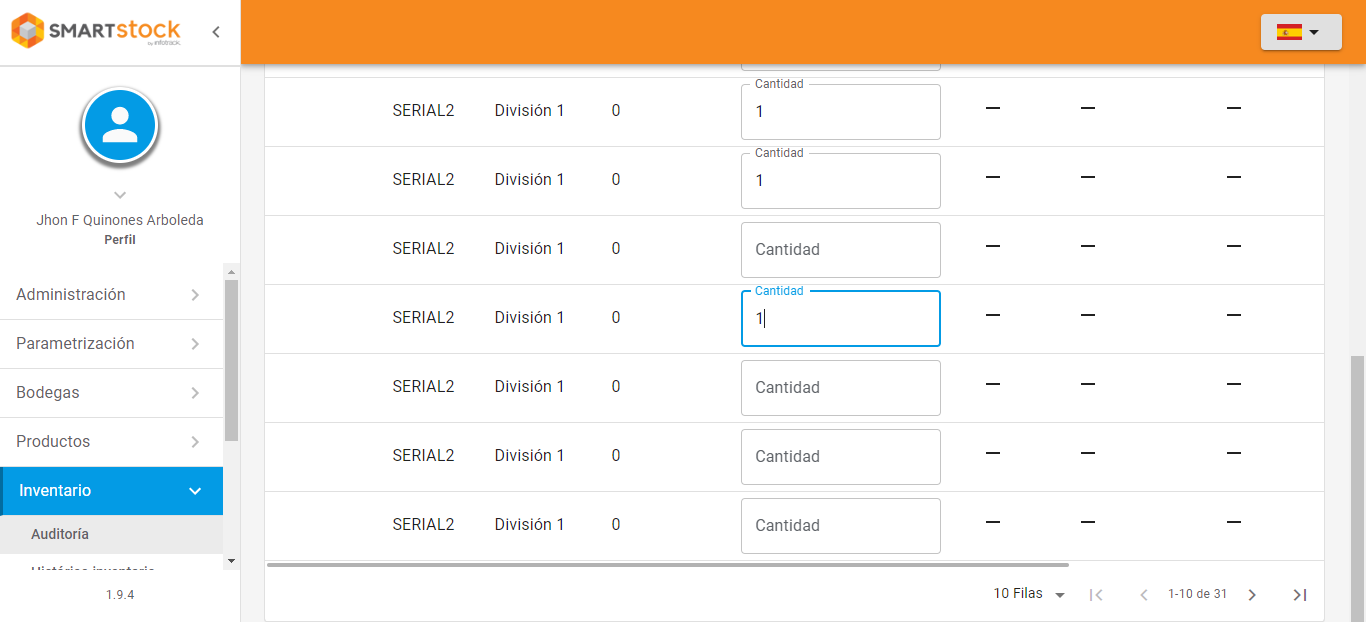 SMARTSTOCK
by infotrack.
Jhon F Quinones Arboleda
Perfil
Administración
Parametrización
Bodegas
Productos
Inventario
Auditoría
Histórico inventario
1.9.4
Cantidad
SERIAL2 División 1 0 1
Cantidad
SERIAL2 División 1 0 1
SERIAL2 División 1 0 Cantidad
Cantidad
SERIAL2 División 1 0 1
SERIAL2 División 1 0 Cantidad
SERIAL2 División 1 0 Cantidad
SERIAL2 División 1 0 Cantidad
10 Filas 1-10 de 31